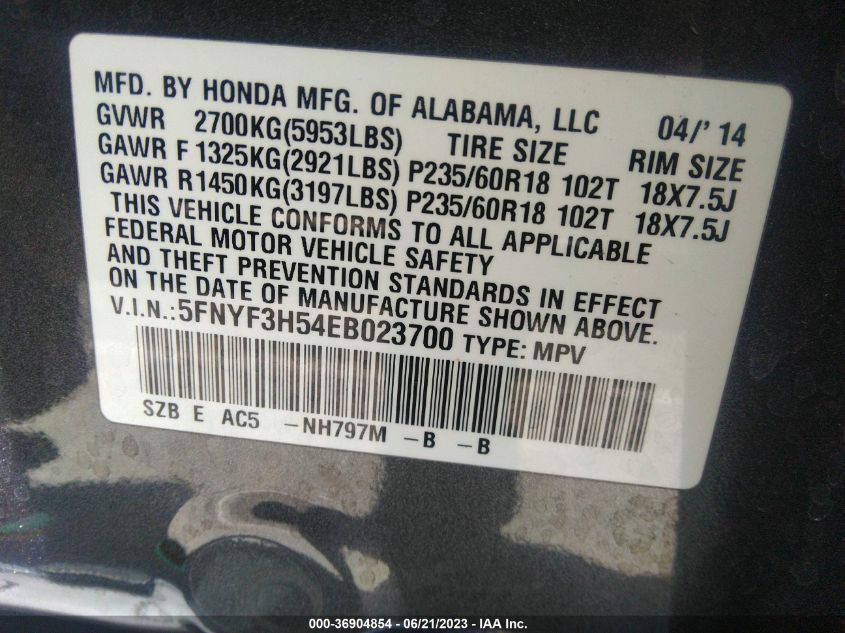 MFD. BY HONDA MFG. OF ALABAMA, LLC 04/' 14
GVWR 2700KG(5953LBS) TIRE SIZE RIM SIZE
GAWR F 1325KG(2921LBS) P235/60R18 102T 18X7.5J
GAWR R1450KG(3197LBS) P235/60R18 102T 18X7.5J
THIS VEHICLE CONFORMS TO ALL APPLICABLE
FEDERAL MOTOR VEHICLE SAFETY
AND THEFT PREVENTION STANDARDS IN EFFECT
ON THE DATE OF MANUFACTURE SHOWN ABOVE.
V.I.N.:5FNYF3H54EB023700 TYPE: MPV
SZB E AC5 -NH797M -B -B
000-36904854 / 06/21/2023 / IAA Inc.